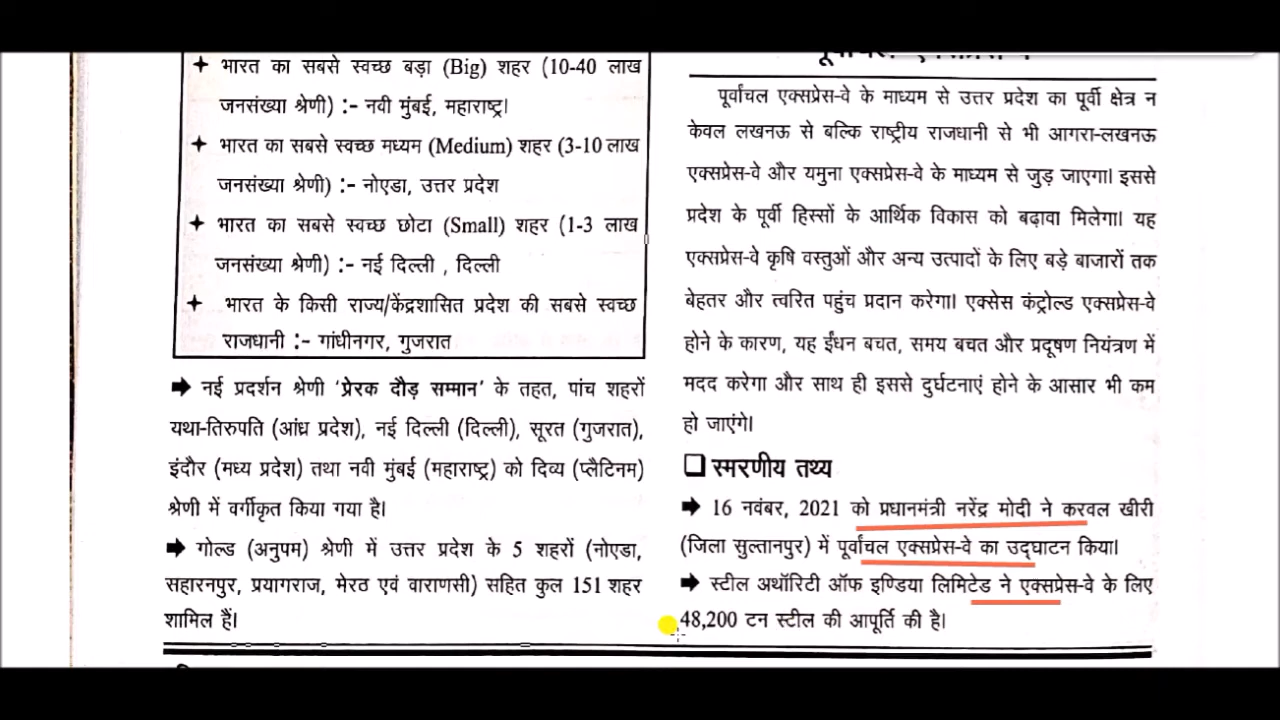 ✦ भारत का सबसे स्वच्छ बड़ा (Big) शहर (10-40 लाख
जनसंख्या श्रेणी) :- नवी मुंबई, महाराष्ट्र।
✦ भारत का सबसे स्वच्छ मध्यम (Medium) शहर (3-10 लाख
जनसंख्या श्रेणी) :- नोएडा, उत्तर प्रदेश
✦ भारत का सबसे स्वच्छ छोटा (Small) शहर (1-3 लाख
जनसंख्या श्रेणी) :- नई दिल्ली , दिल्ली
✦ भारत के किसी राज्य/केंद्रशासित प्रदेश की सबसे स्वच्छ
राजधानी :- गांधीनगर, गुजरात
➡ नई प्रदर्शन श्रेणी 'प्रेरक दौड़ सम्मान' के तहत, पांच शहरों
यथा-तिरुपति (आंध्र प्रदेश), नई दिल्ली (दिल्ली), सूरत (गुजरात),
इंदौर (मध्य प्रदेश) तथा नवी मुंबई (महाराष्ट्र) को दिव्य (प्लैटिनम)
श्रेणी में वर्गीकृत किया गया है।
➡ गोल्ड (अनुपम) श्रेणी में उत्तर प्रदेश के 5 शहरों (नोएडा,
सहारनपुर, प्रयागराज, मेरठ एवं वाराणसी) सहित कुल 151 शहर
शामिल हैं।
पूर्वांचल एक्सप्रेस-वे के माध्यम से उत्तर प्रदेश का पूर्वी क्षेत्र न
केवल लखनऊ से बल्कि राष्ट्रीय राजधानी से भी आगरा-लखनऊ
एक्सप्रेस-वे और यमुना एक्सप्रेस-वे के माध्यम से जुड़ जाएगा। इससे
प्रदेश के पूर्वी हिस्सों के आर्थिक विकास को बढ़ावा मिलेगा। यह
एक्सप्रेस-वे कृषि वस्तुओं और अन्य उत्पादों के लिए बड़े बाजारों तक
बेहतर और त्वरित पहुंच प्रदान करेगा। एक्सेस कंट्रोल्ड एक्सप्रेस-वे
होने के कारण, यह ईंधन बचत, समय बचत और प्रदूषण नियंत्रण में
मदद करेगा और साथ ही इससे दुर्घटनाएं होने के आसार भी कम
हो जाएंगे।
❑ स्मरणीय तथ्य
➡ 16 नवंबर, 2021 को प्रधानमंत्री नरेंद्र मोदी ने करवल खीरी
(जिला सुल्तानपुर) में पूर्वांचल एक्सप्रेस-वे का उद्घाटन किया।
➡ स्टील अथॉरिटी ऑफ इण्डिया लिमिटेड ने एक्सप्रेस-वे के लिए
48,200 टन स्टील की आपूर्ति की है।